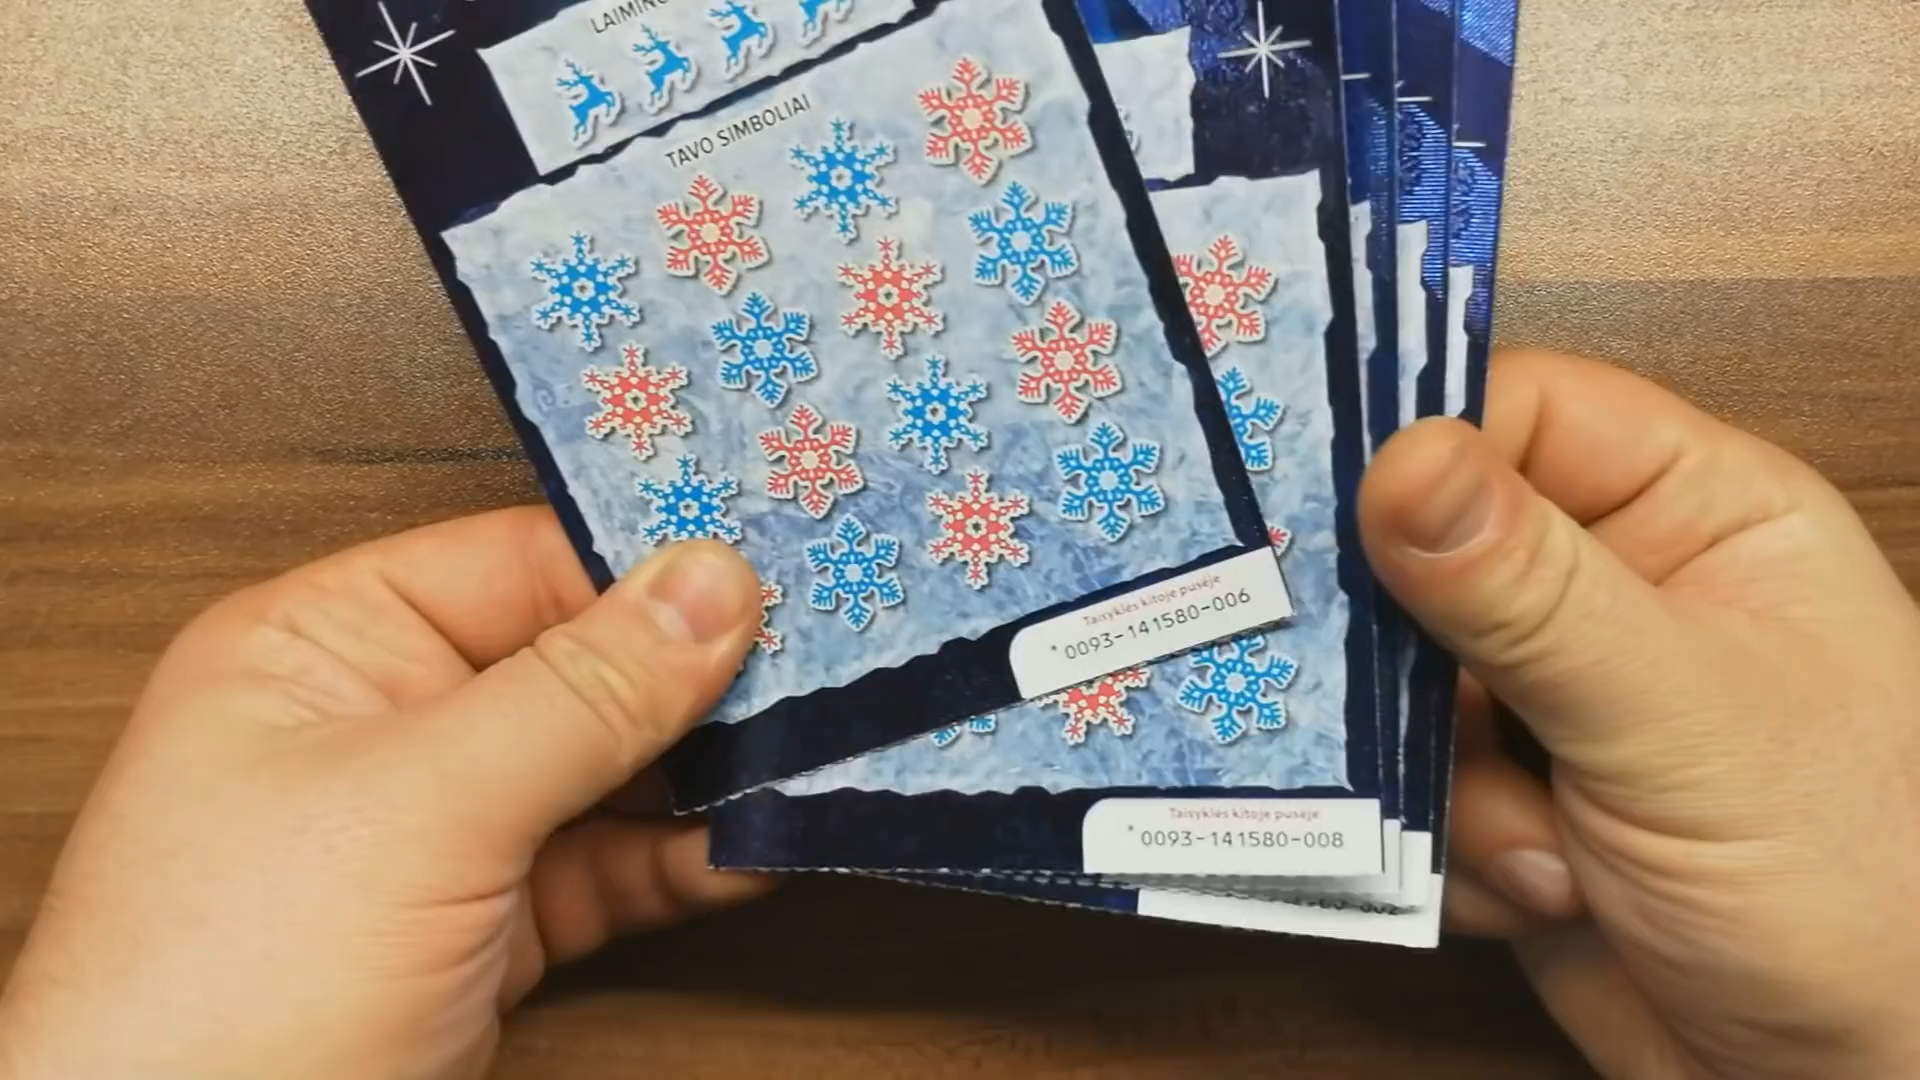 TAVO SIMBOLIAI
Taisyklės kitoje pusėje
*0093-141580-006
Taisyklės kitoje pusėje
*0093-141580-008